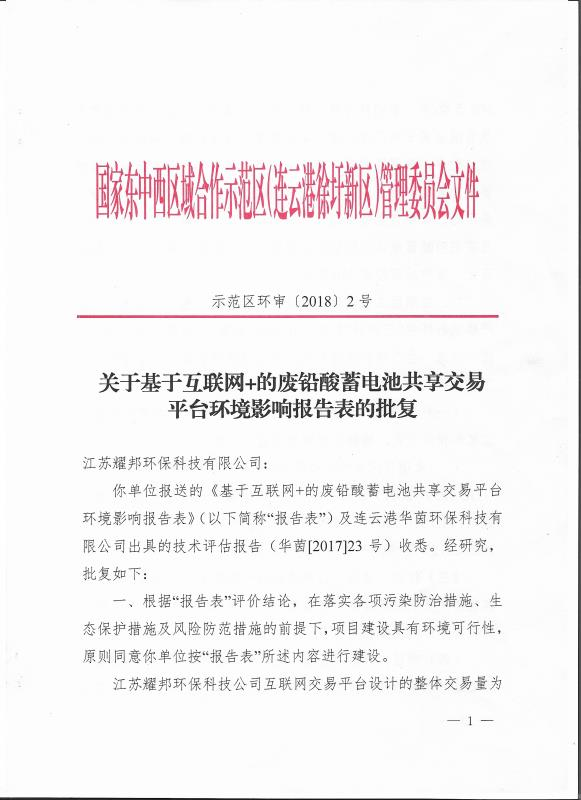 国家东中西区域合作示范区(连云港徐圩新区)管理委员会文件
示范区环审〔2018〕2号
关于基于互联网+的废铅酸蓄电池共享交易
平台环境影响报告表的批复
江苏耀邦环保科技有限公司：
你单位报送的《基于互联网+的废铅酸蓄电池共享交易平台
环境影响报告表》（以下简称“报告表”）及连云港华茵环保科技有
限公司出具的技术评估报告（华茵[2017]23 号）收悉。经研究，
批复如下：
一、根据“报告表”评价结论，在落实各项污染防治措施、生
态保护措施及风险防范措施的前提下,项目建设具有环境可行性，
原则同意你单位按“报告表”所述内容进行建设。
江苏耀邦环保科技公司互联网交易平台设计的整体交易量为
— 1 —